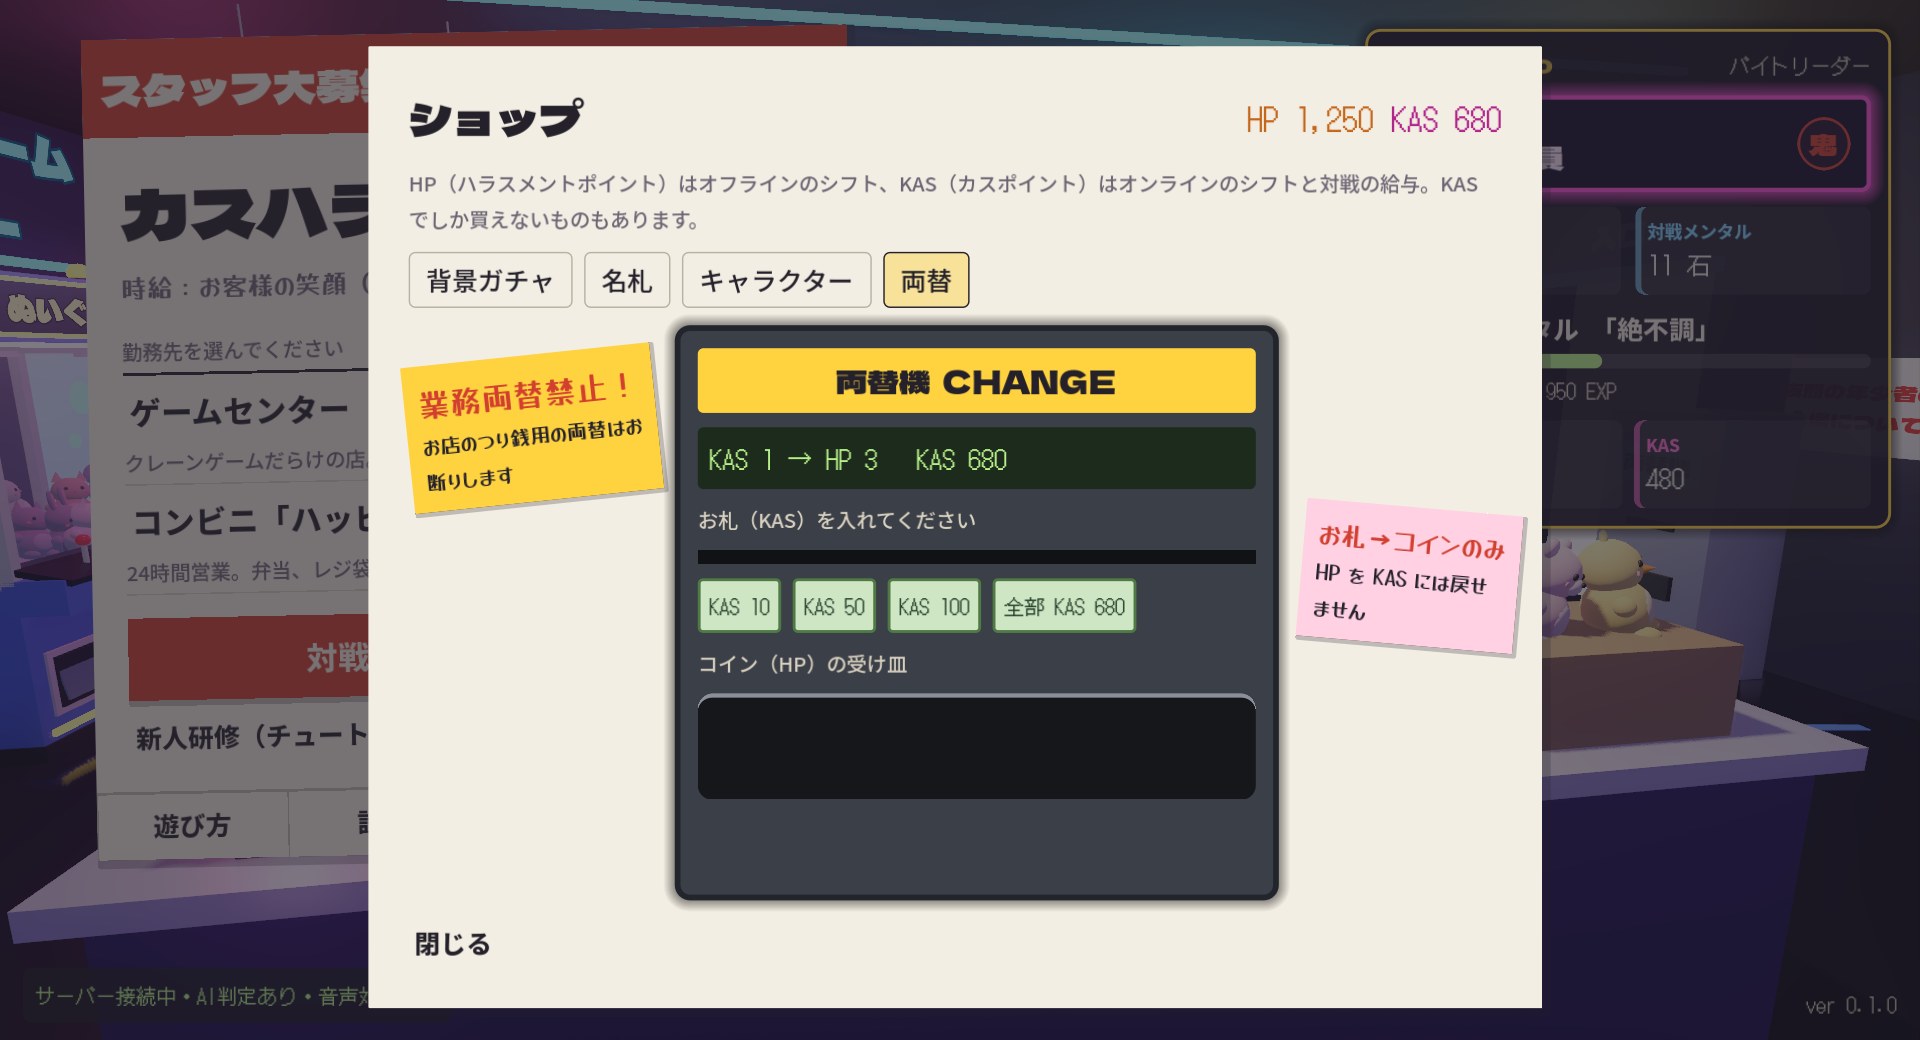 スタッフ大募
カスハラ
時給：お客様の笑顔（
勤務先を選んでください
ゲームセンター
クレーンゲームだらけの店。
コンビニ「ハッピ
24時間営業。弁当、レジ袋
対戦
新人研修（チュート
遊び方
サーバー接続中・AI判定あり・音声対
ーム
ぬいぐ
ショップ
HP 1,250 KAS 680
HP（ハラスメントポイント）はオフラインのシフト、KAS（カスポイント）はオンラインのシフトと対戦の給与。KAS
でしか買えないものもあります。
背景ガチャ
名札
キャラクター
両替
業務両替禁止！
お店のつり銭用の両替はお
断りします
両替機 CHANGE
KAS 1 → HP 3 KAS 680
お札（KAS）を入れてください
KAS 10
KAS 50
KAS 100
全部 KAS 680
コイン（HP）の受け皿
お札→コインのみ
HP を KAS には戻せ
ません
閉じる
バイトリーダー
員
鬼
対戦メンタル
11 石
タル 「絶不調」
950 EXP
KAS
480
ver 0.1.0